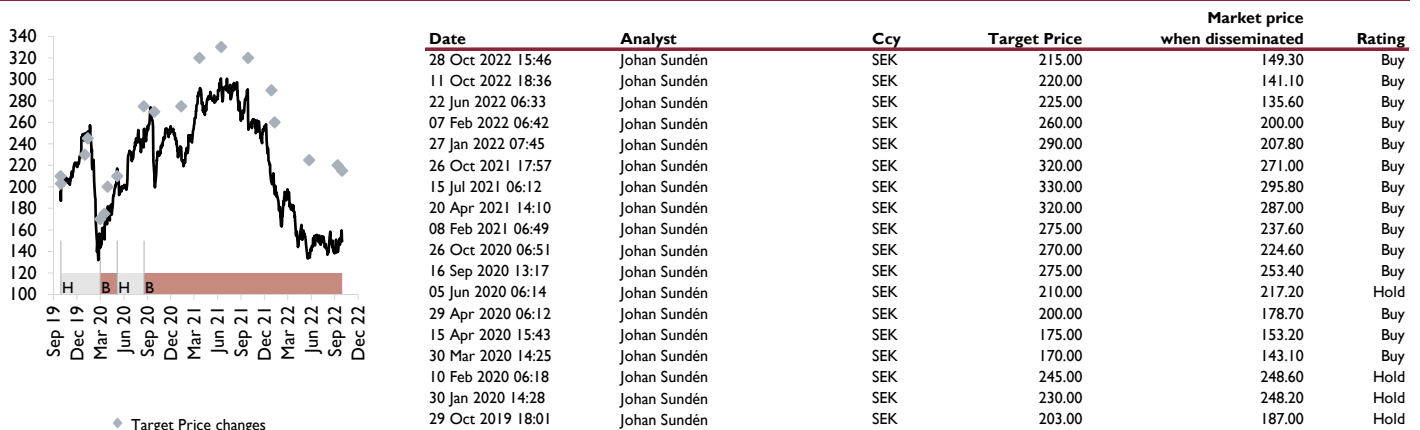 340
320
300
280
260
240
220
200
180
160
140
120
100
H B H B
Sep 19
Dec 19
Mar 20
Jun 20
Sep 20
Dec 20
Mar 21
Jun 21
Sep 21
Dec 21
Mar 22
Jun 22
Sep 22
Dec 22
Target Price changes
Market price
Date Analyst Ccy Target Price when disseminated Rating
28 Oct 2022 15:46 Johan Sundén SEK 215.00 149.30 Buy
11 Oct 2022 18:36 Johan Sundén SEK 220.00 141.10 Buy
22 Jun 2022 06:33 Johan Sundén SEK 225.00 135.60 Buy
07 Feb 2022 06:42 Johan Sundén SEK 260.00 200.00 Buy
27 Jan 2022 07:45 Johan Sundén SEK 290.00 207.80 Buy
26 Oct 2021 17:57 Johan Sundén SEK 320.00 271.00 Buy
15 Jul 2021 06:12 Johan Sundén SEK 330.00 295.80 Buy
20 Apr 2021 14:10 Johan Sundén SEK 320.00 287.00 Buy
08 Feb 2021 06:49 Johan Sundén SEK 275.00 237.60 Buy
26 Oct 2020 06:51 Johan Sundén SEK 270.00 224.60 Buy
16 Sep 2020 13:17 Johan Sundén SEK 275.00 253.40 Buy
05 Jun 2020 06:14 Johan Sundén SEK 210.00 217.20 Hold
29 Apr 2020 06:12 Johan Sundén SEK 200.00 178.70 Buy
15 Apr 2020 15:43 Johan Sundén SEK 175.00 153.20 Buy
30 Mar 2020 14:25 Johan Sundén SEK 170.00 143.10 Buy
10 Feb 2020 06:18 Johan Sundén SEK 245.00 248.60 Hold
30 Jan 2020 14:28 Johan Sundén SEK 230.00 248.20 Hold
29 Oct 2019 18:01 Johan Sundén SEK 203.00 187.00 Hold